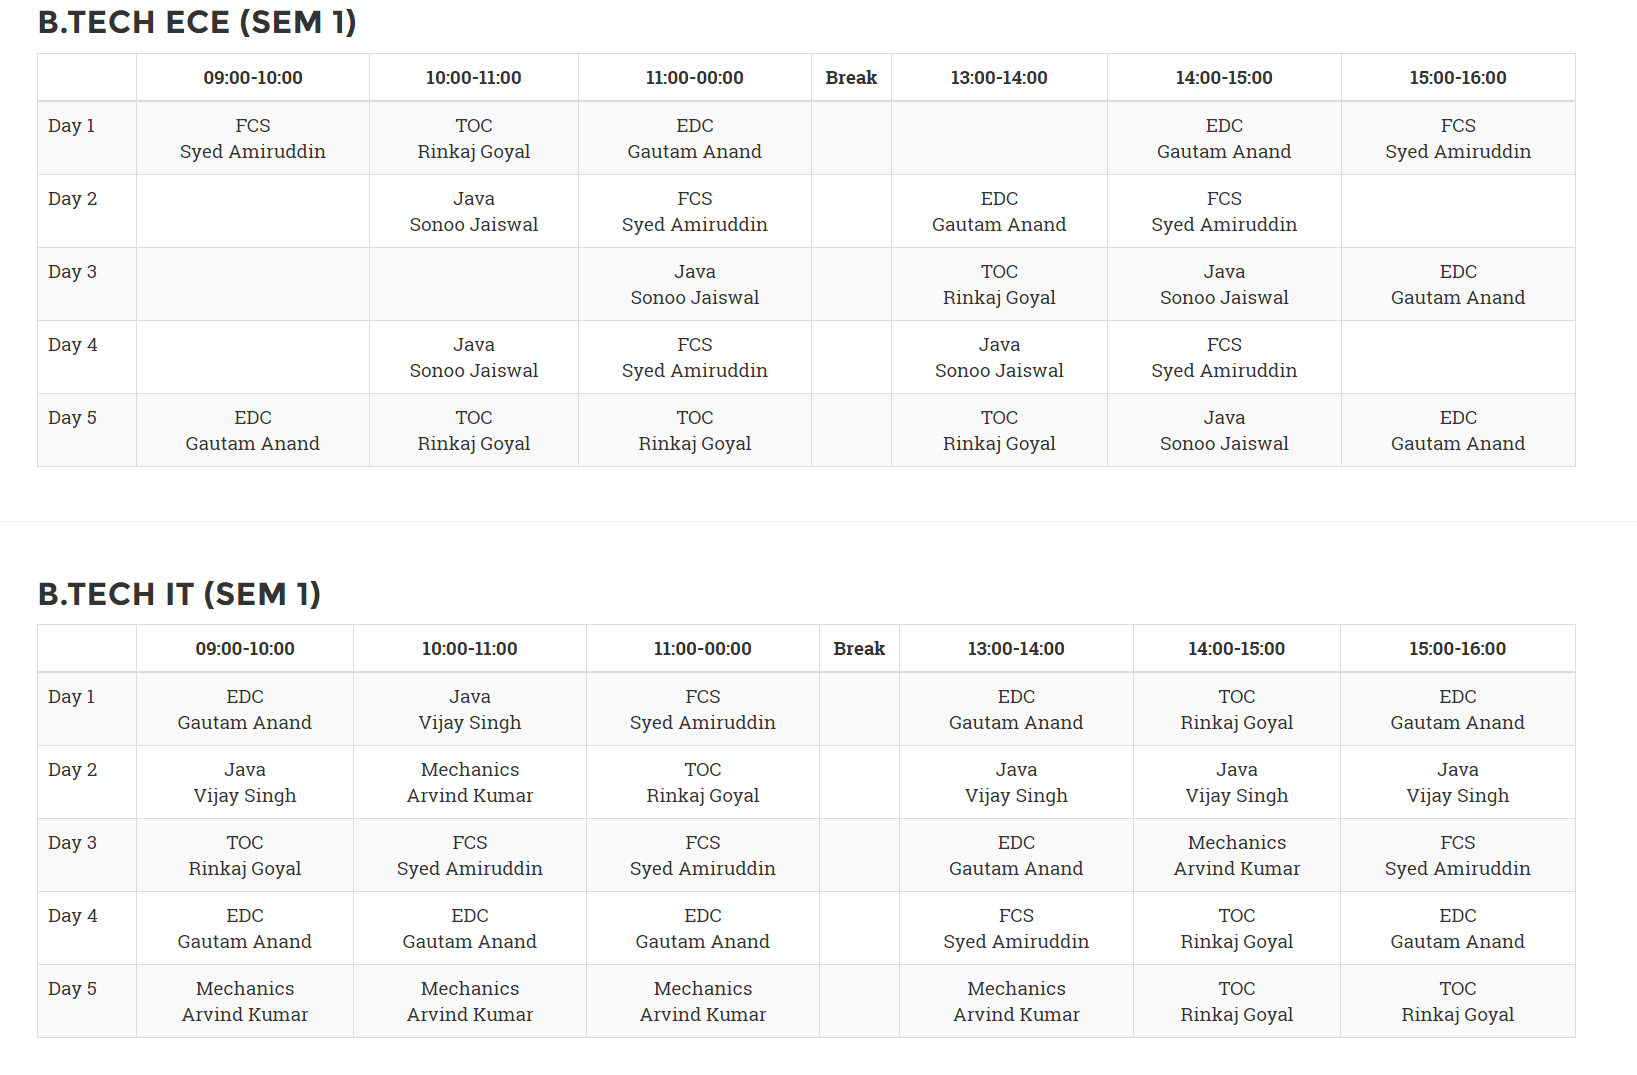 B.TECH ECE (SEM 1)
09:00-10:00 10:00-11:00 11:00-00:00 Break 13:00-14:00 14:00-15:00 15:00-16:00
Day 1 FCS TOC EDC EDC FCS
Syed Amiruddin Rinkaj Goyal Gautam Anand Gautam Anand Syed Amiruddin
Day 2 Java FCS EDC FCS
Sonoo Jaiswal Syed Amiruddin Gautam Anand Syed Amiruddin
Day 3 Java TOC Java EDC
Sonoo Jaiswal Rinkaj Goyal Sonoo Jaiswal Gautam Anand
Day 4 Java FCS Java FCS
Sonoo Jaiswal Syed Amiruddin Sonoo Jaiswal Syed Amiruddin
Day 5 EDC TOC TOC TOC Java EDC
Gautam Anand Rinkaj Goyal Rinkaj Goyal Rinkaj Goyal Sonoo Jaiswal Gautam Anand
B.TECH IT (SEM 1)
09:00-10:00 10:00-11:00 11:00-00:00 Break 13:00-14:00 14:00-15:00 15:00-16:00
Day 1 EDC Java FCS EDC TOC EDC
Gautam Anand Vijay Singh Syed Amiruddin Gautam Anand Rinkaj Goyal Gautam Anand
Day 2 Java Mechanics TOC Java Java Java
Vijay Singh Arvind Kumar Rinkaj Goyal Vijay Singh Vijay Singh Vijay Singh
Day 3 TOC FCS FCS EDC Mechanics FCS
Rinkaj Goyal Syed Amiruddin Syed Amiruddin Gautam Anand Arvind Kumar Syed Amiruddin
Day 4 EDC EDC EDC FCS TOC EDC
Gautam Anand Gautam Anand Gautam Anand Syed Amiruddin Rinkaj Goyal Gautam Anand
Day 5 Mechanics Mechanics Mechanics Mechanics TOC TOC
Arvind Kumar Arvind Kumar Arvind Kumar Arvind Kumar Rinkaj Goyal Rinkaj Goyal